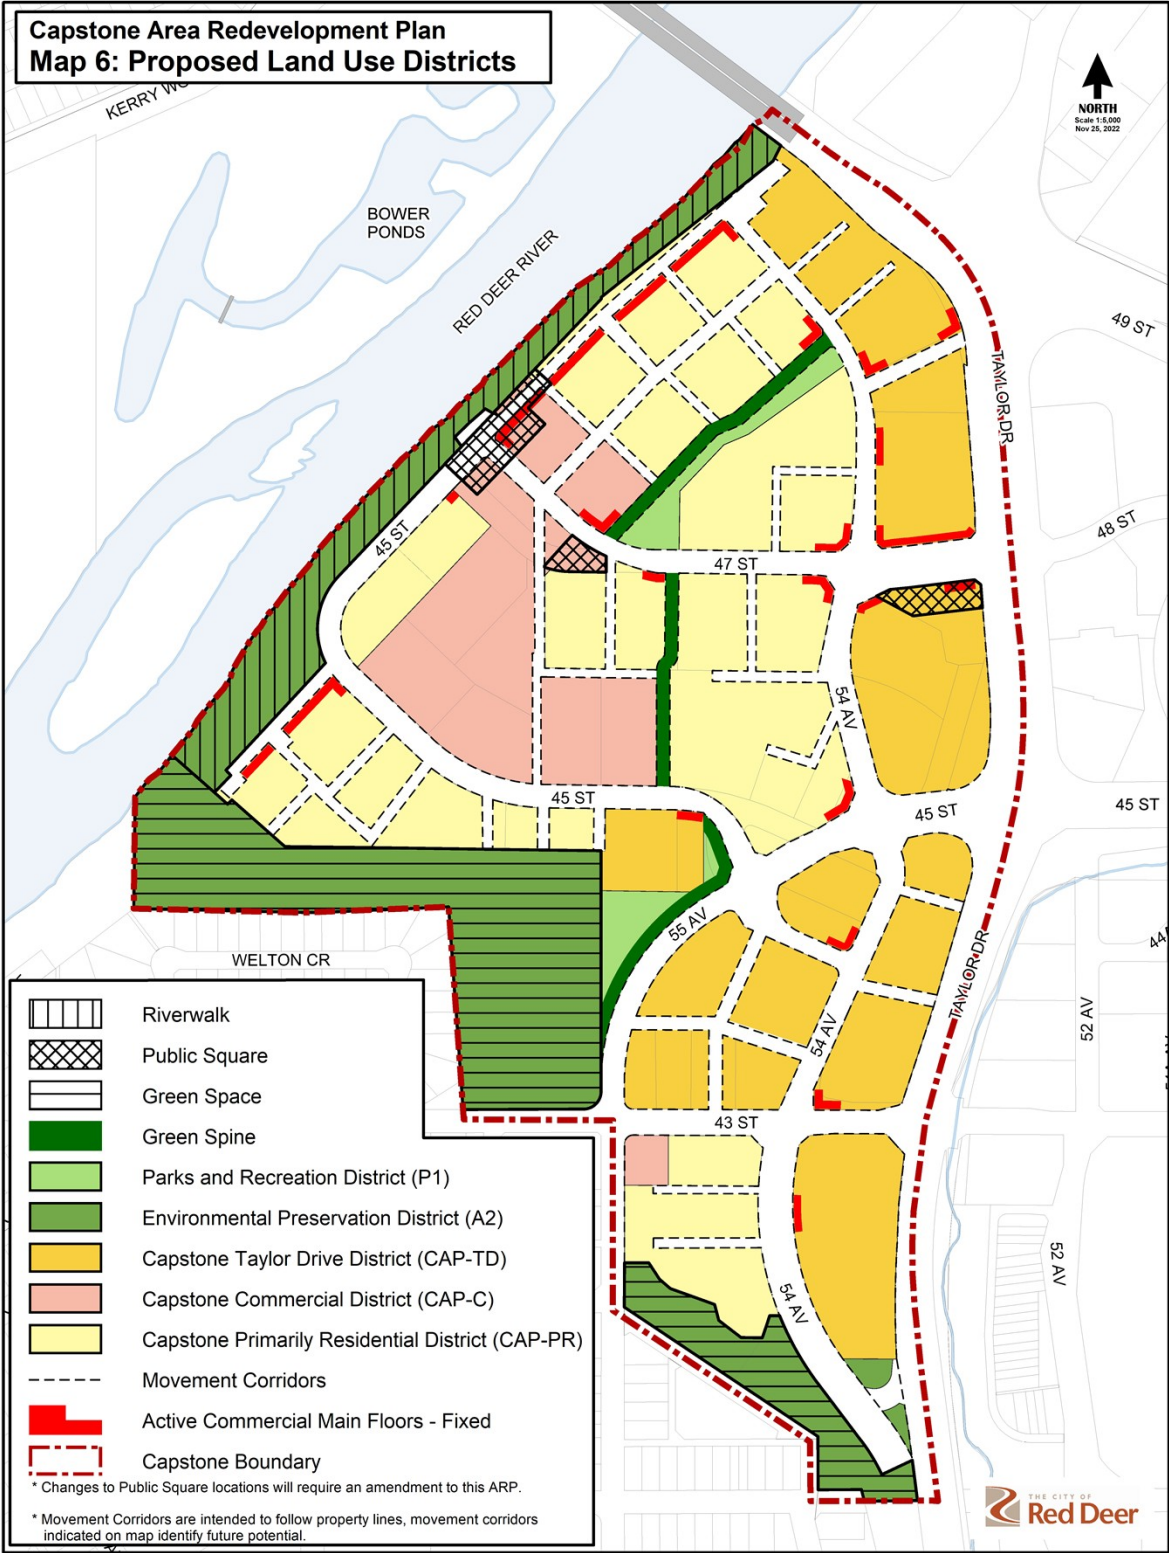 Capstone Area Redevelopment Plan
Map 6: Proposed Land Use Districts
KERRY WO
NORTH
Scale 1:5,000
Nov 25, 2022
BOWER
PONDS
RED DEER RIVER
49 ST
TAYLOR DR
48 ST
45 ST
47 ST
54 AV
45 ST
45 ST
45 ST
55 AV
WELTON CR
TAYLOR DR
44
52 AV
54 AV
43 ST
52 AV
54 AV
Riverwalk
Public Square
Green Space
Green Spine
Parks and Recreation District (P1)
Environmental Preservation District (A2)
Capstone Taylor Drive District (CAP-TD)
Capstone Commercial District (CAP-C)
Capstone Primarily Residential District (CAP-PR)
Movement Corridors
Active Commercial Main Floors - Fixed
Capstone Boundary
* Changes to Public Square locations will require an amendment to this ARP.
* Movement Corridors are intended to follow property lines, movement corridors
indicated on map identify future potential.
THE CITY OF
Red Deer